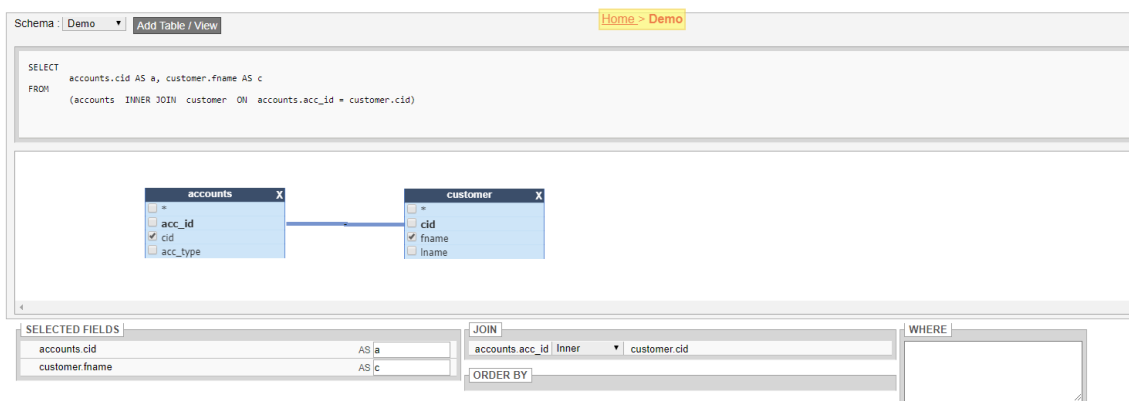 Schema : Demo Add Table / View Home > Demo
SELECT
accounts.cid AS a, customer.fname AS c
FROM
(accounts INNER JOIN customer ON accounts.acc_id = customer.cid)
accounts X
*
acc_id
cid
acc_type
customer X
*
cid
fname
lname
SELECTED FIELDS
accounts.cid AS a
customer.fname AS c
JOIN
accounts.acc_id Inner customer.cid
ORDER BY
WHERE